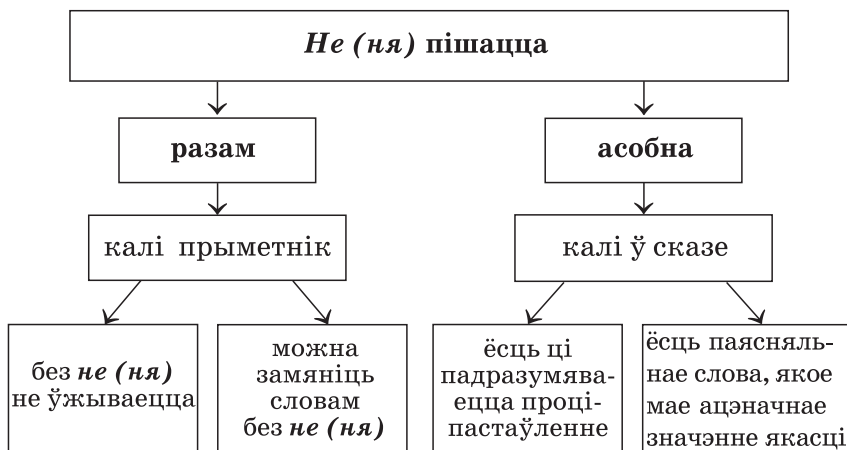 Не (ня) пішацца
разам
асобна
калі прыметнік
калі ў сказе
без не (ня)
не ўжываецца
можна
замяніць
словам
без не (ня)
ёсць ці
падразумява-
ецца проці-
пастаўленне
ёсць паясняль-
нае слова, якое
мае ацэначнае
значэнне якасці